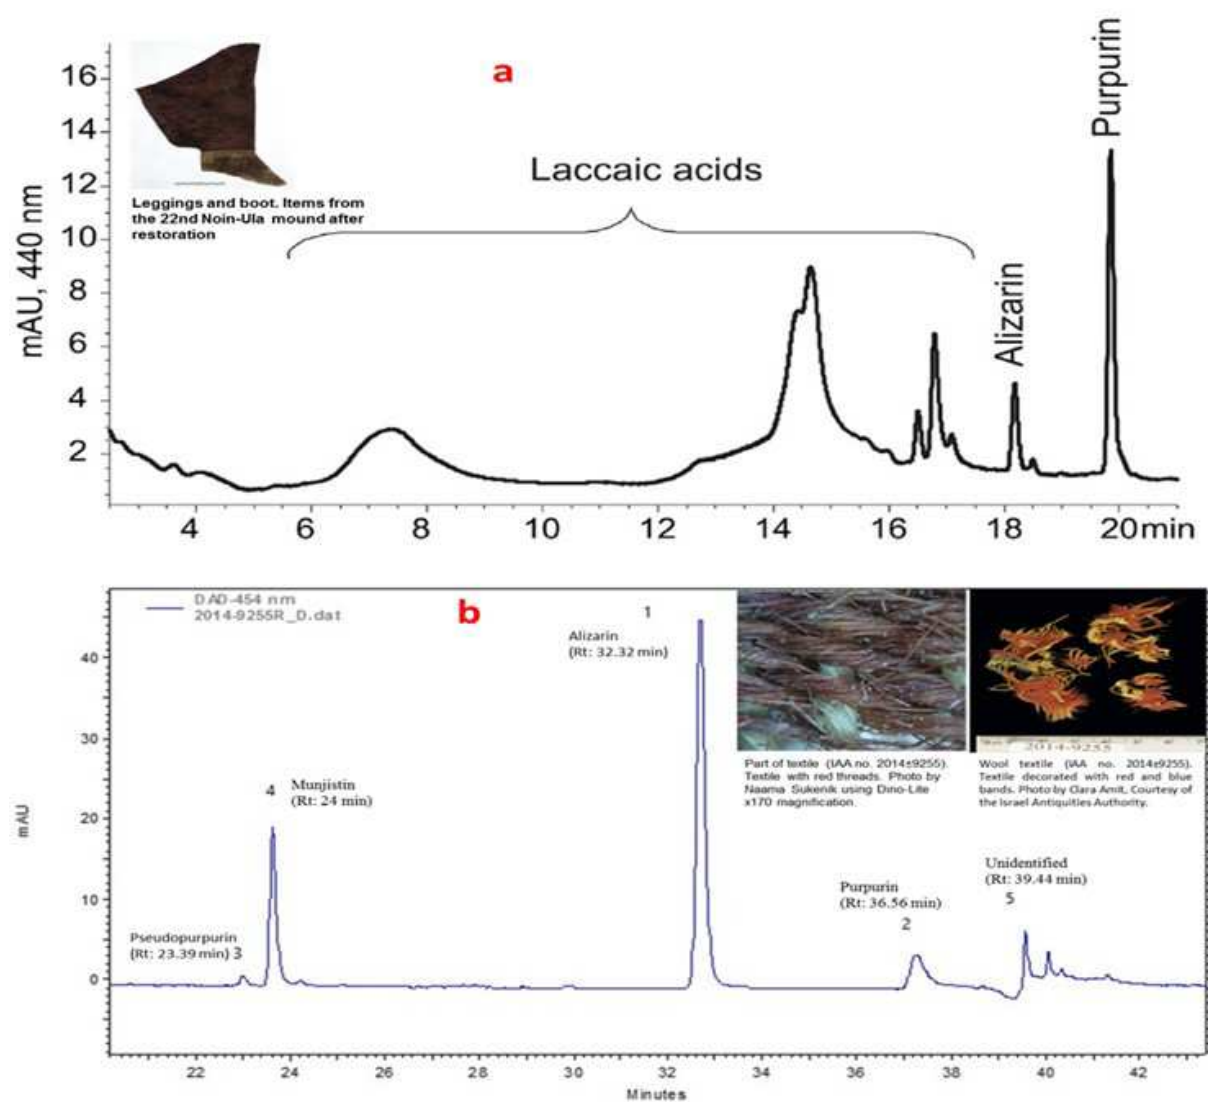 a
Purpurin
Laccaic acids
Alizarin
Leggings and boot. Items from
the 22nd Noin-Ula mound after
restoration
mAU, 440 nm
16
14
12
10
8
6
4
2
4 6 8 10 12 14 16 18 20min
b
DAD-454 nm
2014-9255R_D.dat
1
Alizarin
(Rt: 32.32 min)
4
Munjistin
(Rt: 24 min)
Pseudopurpurin
(Rt: 23.39 min) 3
Purpurin
(Rt: 36.56 min)
2
Unidentified
(Rt: 39.44 min)
5
2014-9255
Part of textile (IAA no. 2014±9255).
Textile with red threads. Photo by
Naama Sukenik using Dino-Lite
x170 magnification.
Wool textile (IAA no. 2014±9255).
Textile decorated with red and blue
bands. Photo by Clara Amit, Courtesy of
the Israel Antiquities Authority.
mAU
40
30
20
10
0
22 24 26 28 30 32 34 36 38 40 42
Minutes